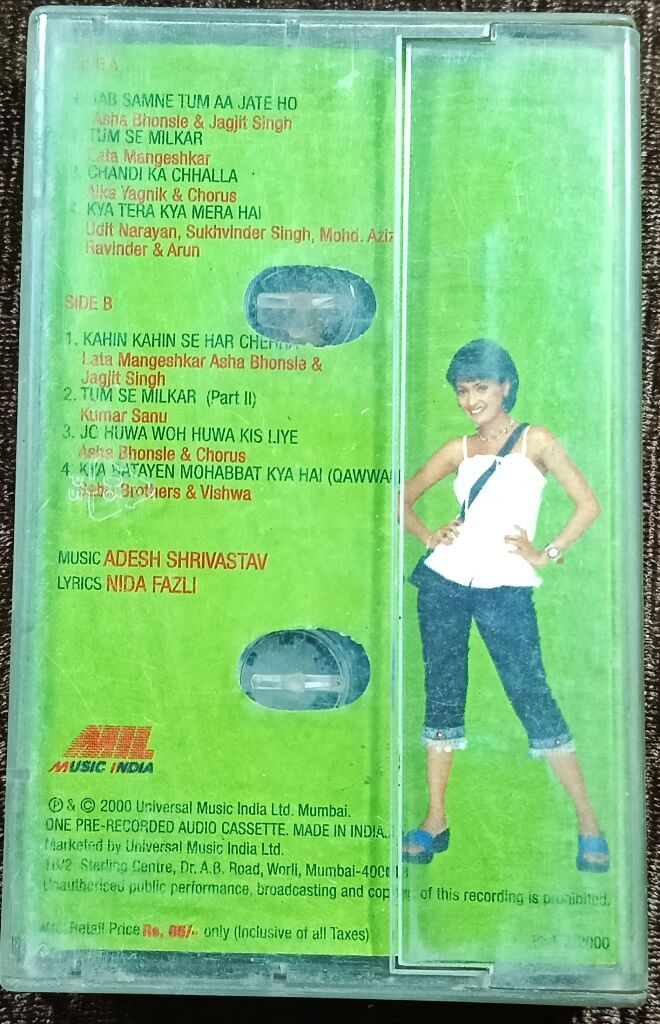 SIDE A
1. JAB SAMNE TUM AA JATE HO
Asha Bhonsle & Jagjit Singh
2. TUM SE MILKAR
Lata Mangeshkar
3. CHANDI KA CHHALLA
Alka Yagnik & Chorus
4. KYA TERA KYA MERA HAI
Udit Narayan, Sukhvinder Singh, Mohd. Aziz
Ravinder & Arun
SIDE B
1. KAHIN KAHIN SE HAR
Lata Mangeshkar Asha Bhonsle &
Jagjit Singh
2. TUM SE MILKAR (Part II)
Kumar Sanu
3. JO HUWA WOH HUWA KIS LIYE
Asha Bhonsle & Chorus
4. KYA BATAYEN MOHABBAT KYA HAI
Brothers & Vishwa
MUSIC ADESH SHRIVASTAV
LYRICS NIDA FAZLI
MIL
MUSIC INDIA
℗ & © 2000 Universal Music India Ltd. Mumbai.
ONE PRE-RECORDED AUDIO CASSETTE. MADE IN INDIA.
Marketed by Universal Music India Ltd.
Sterling Centre, Dr. A.B. Road, Worli,
Unauthorised public performance, broadcasting and of this recording is prohibited.
Retail Price Rs. 65/- only (Inclusive of all Taxes)